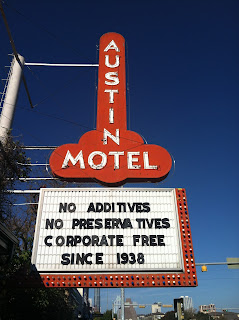 AUSTIN
MOTEL
NO ADDITIVES
NO PRESERVATIVES
CORPORATE FREE
SINCE 1938